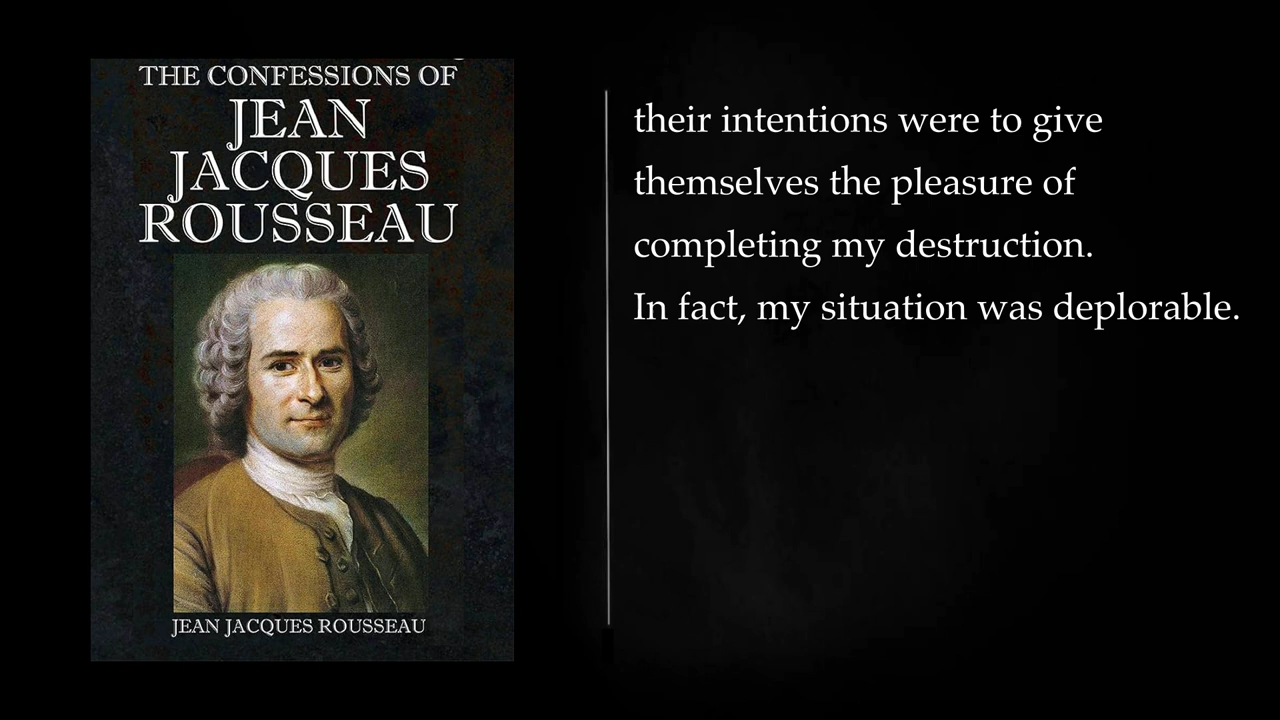 THE CONFESSIONS OF
JEAN
JACQUES
ROUSSEAU
JEAN JACQUES ROUSSEAU
their intentions were to give
themselves the pleasure of
completing my destruction.
In fact, my situation was deplorable.